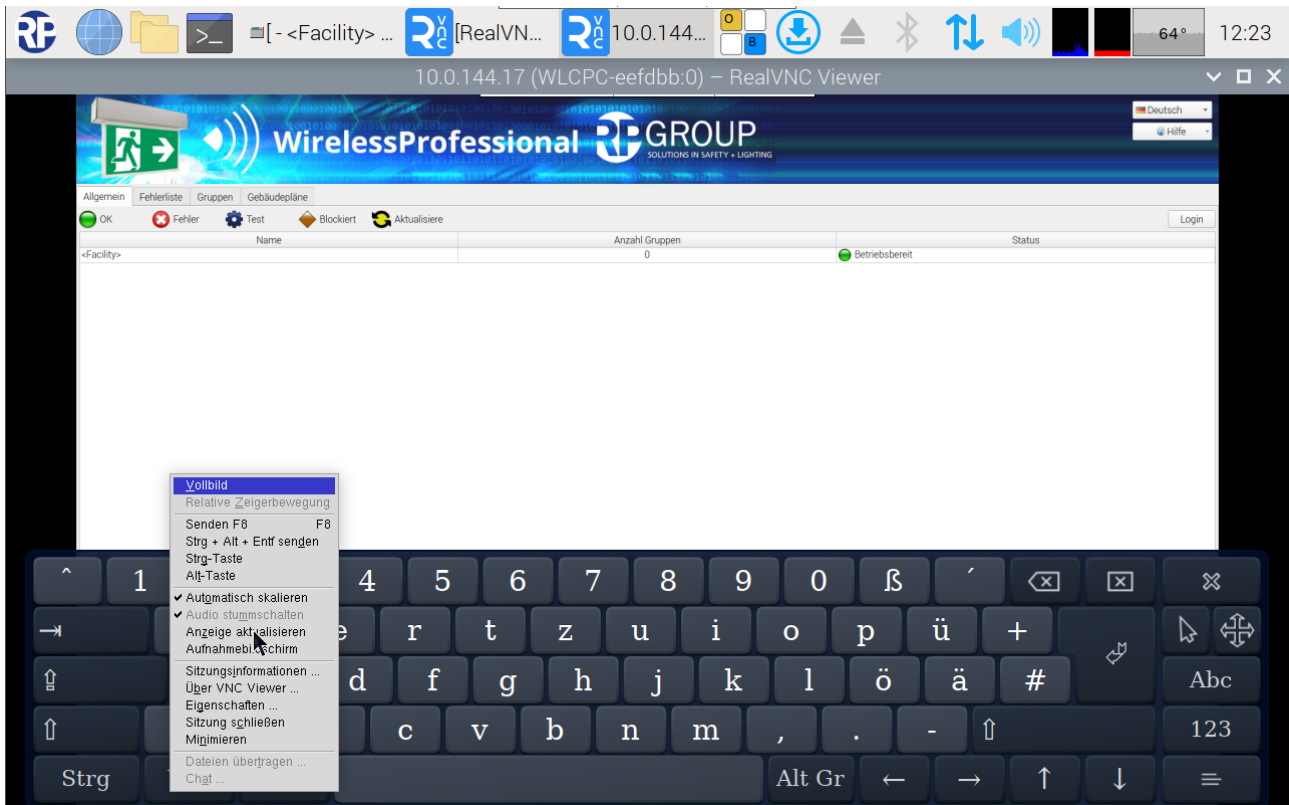 [ - <Facility> ... [RealVN... 10.0.144... O B 64° 12:23
10.0.144.17 (WLCPC-eefdbb:0) – RealVNC Viewer
WirelessProfessional RP GROUP
SOLUTIONS IN SAFETY + LIGHTING
Deutsch
Hilfe
Allgemein Fehlerliste Gruppen Gebäudepläne
OK Fehler Test Blockiert Aktualisiere Login
Name Anzahl Gruppen Status
<Facility> 0 Betriebsbereit
Vollbild
Relative Zeigerbewegung
Senden F8 F8
Strg + Alt + Entf senden
Strg-Taste
Alt-Taste
Automatisch skalieren
Audio stummschalten
Anzeige aktualisieren
Sitzungsinformationen ...
Über VNC Viewer ...
Eigenschaften ...
Sitzung schließen
Minimieren
Dateien übertragen ...
Chat ...
^ 1 4 5 6 7 8 9 0 ß ´
r t z u i o p ü +
d f g h j k l ö ä # Abc
c v b n m , . - 123
Strg Alt Gr ← → ↑ ↓